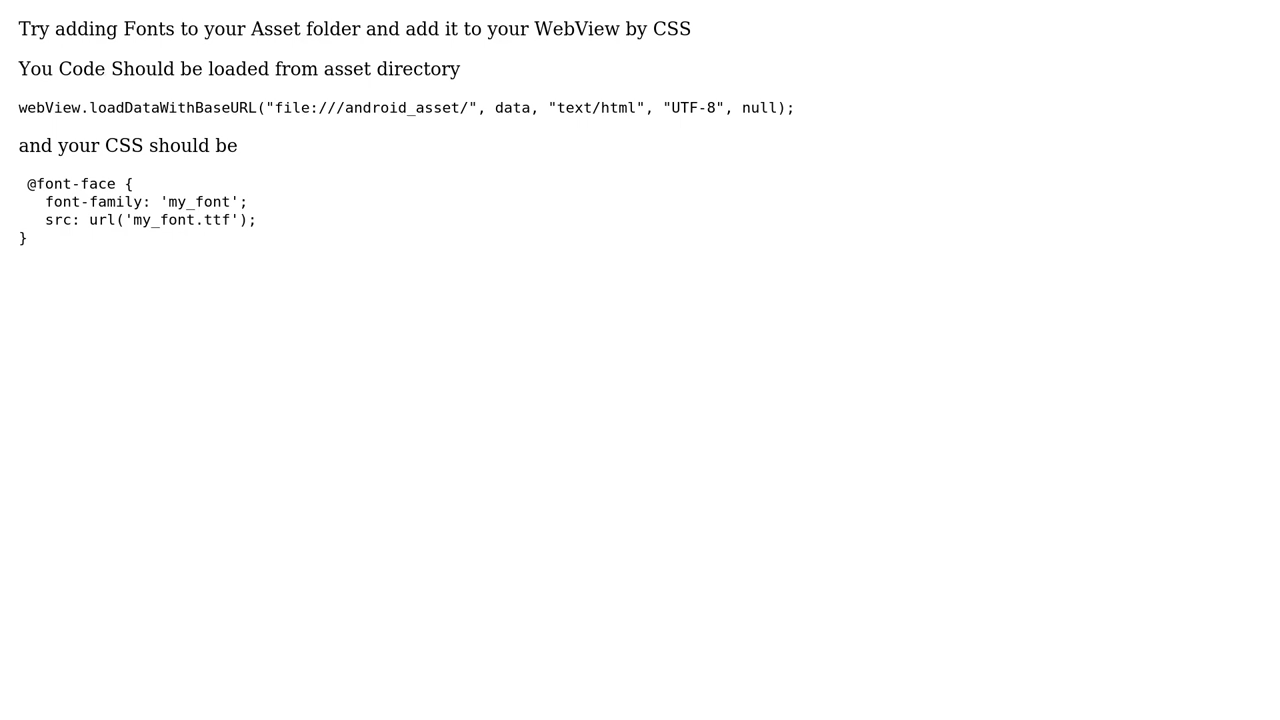 Try adding Fonts to your Asset folder and add it to your WebView by CSS
You Code Should be loaded from asset directory
webView.loadDataWithBaseURL("file:///android_asset/", data, "text/html", "UTF-8", null);
and your CSS should be
 @font-face {
   font-family: 'my_font';
   src: url('my_font.ttf');
}